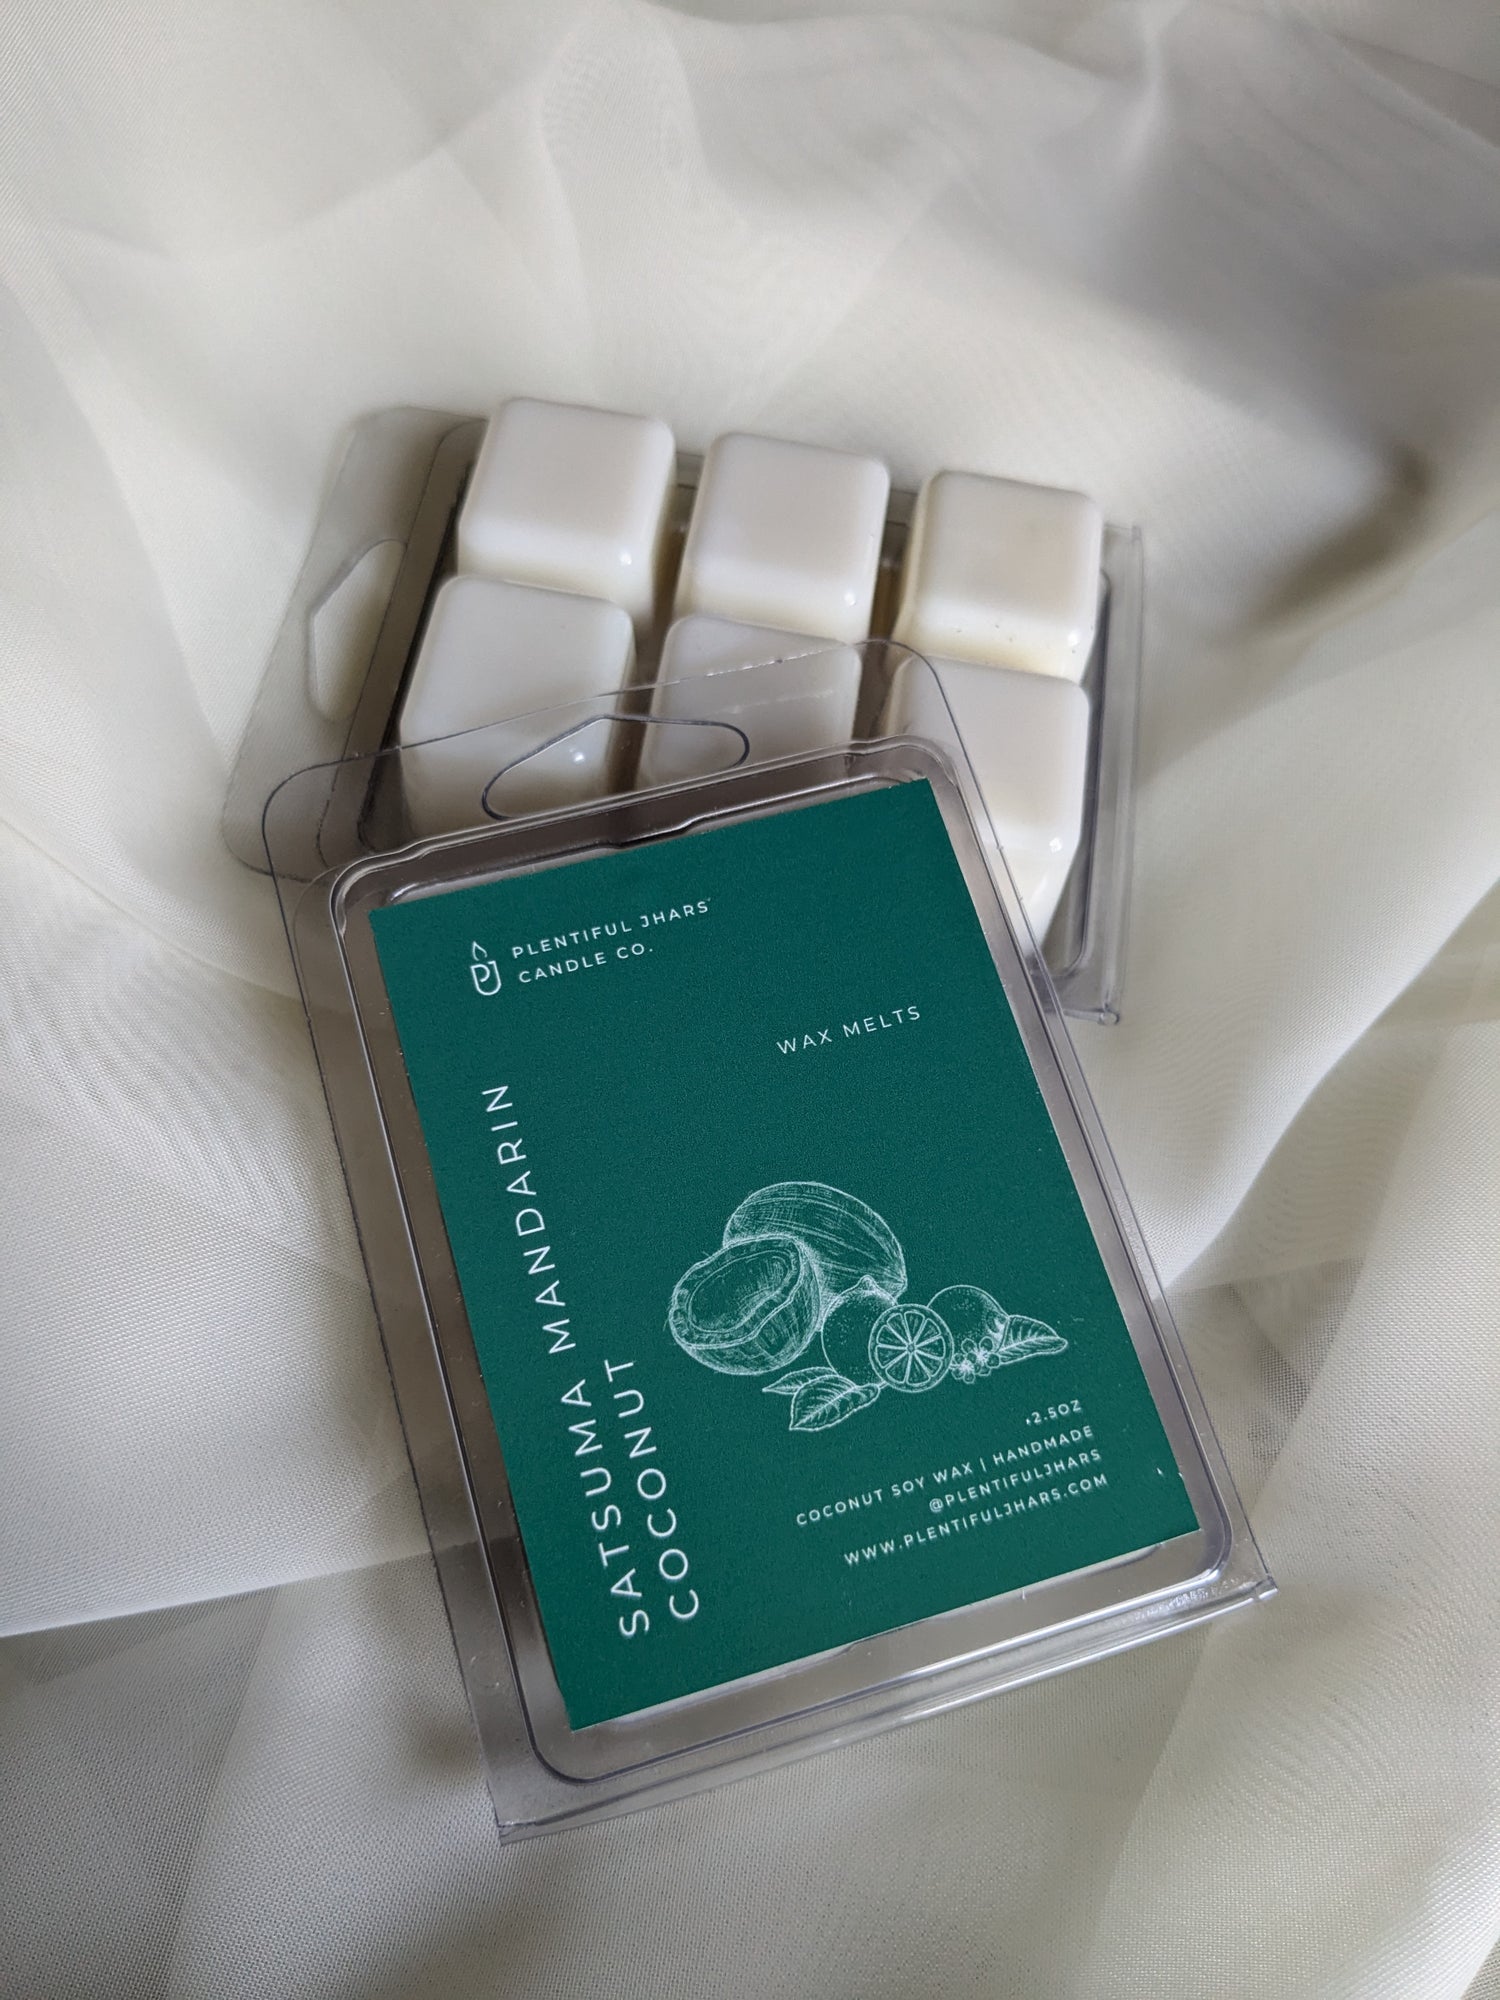 PLENTIFUL JHARS
CANDLE CO.
WAX MELTS
SATSUMA MANDARIN
COCONUT
+2.5OZ
COCONUT SOY WAX | HANDMADE
@PLENTIFULJHARS
WWW.PLENTIFULJHARS.COM